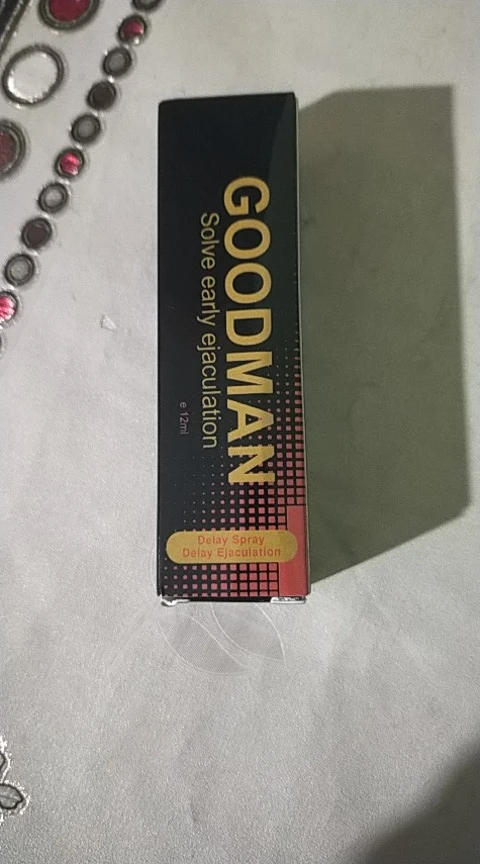 GOODMAN
Solve early ejaculation
e 12ml
Delay Spray
Delay Ejaculation